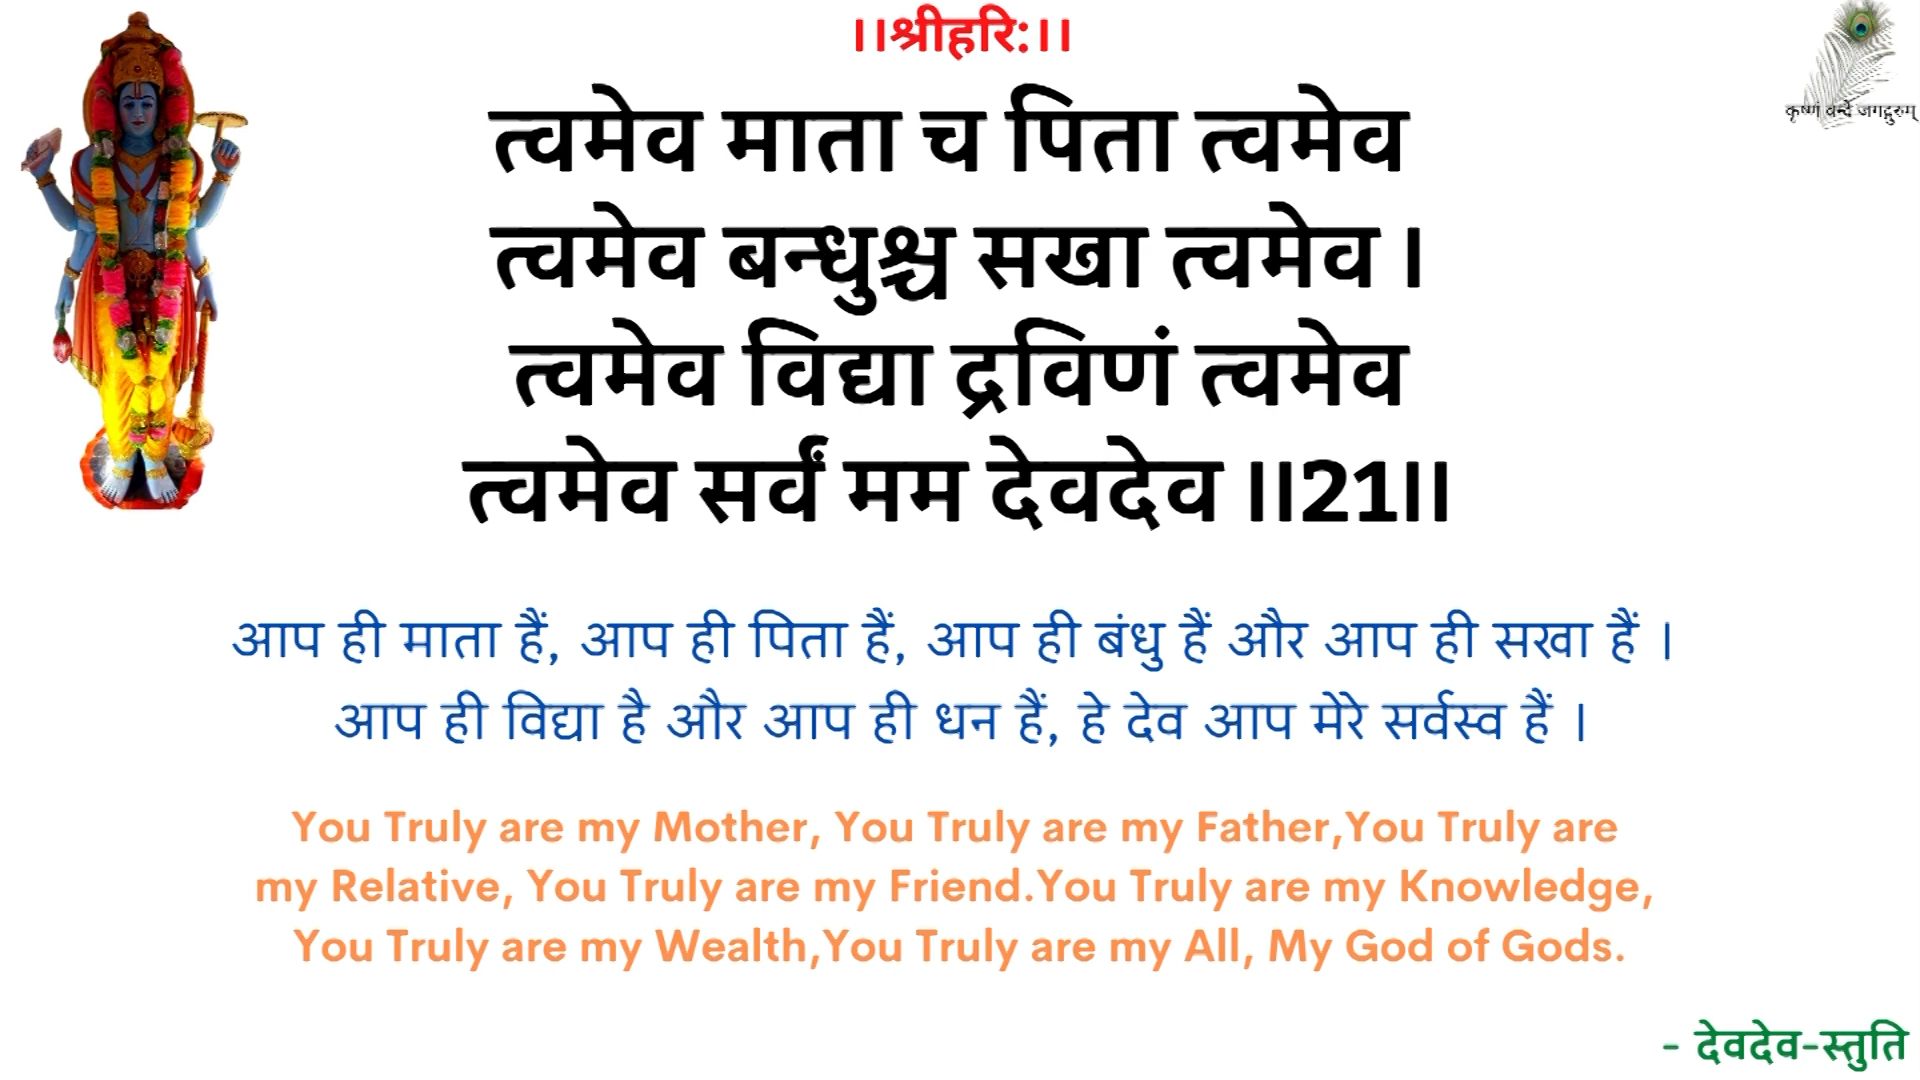 ।।श्रीहरि:।।
कृष्णं वन्दे जगद्गुरुम्
त्वमेव माता च पिता त्वमेव
त्वमेव बन्धुश्च सखा त्वमेव ।
त्वमेव विद्या द्रविणं त्वमेव
त्वमेव सर्वं मम देवदेव ।।21।।
आप ही माता हैं, आप ही पिता हैं, आप ही बंधु हैं और आप ही सखा हैं ।
आप ही विद्या है और आप ही धन हैं, हे देव आप मेरे सर्वस्व हैं ।
You Truly are my Mother, You Truly are my Father,You Truly are
my Relative, You Truly are my Friend.You Truly are my Knowledge,
You Truly are my Wealth,You Truly are my All, My God of Gods.
- देवदेव-स्तुति